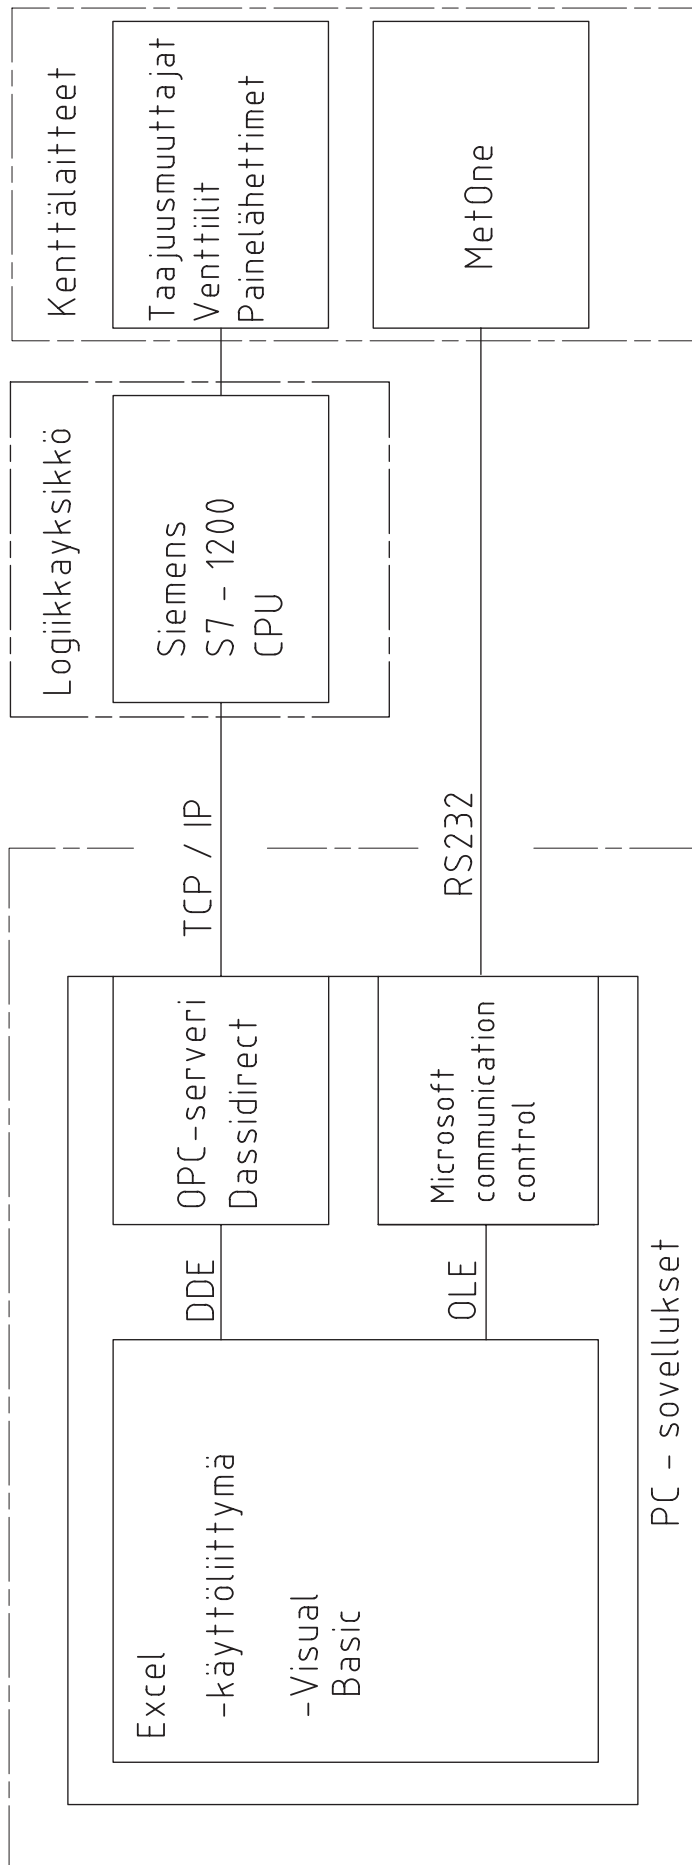 Excel
-käyttöliittymä
-Visual
Basic
DDE
OLE
OPC-serveri
Dassidirect
Microsoft
communication
control
PC - sovellukset
TCP / IP
RS232
Logiikkayksikkö
Siemens
S7 - 1200
CPU
Kenttälaitteet
Taajuusmuuttajat
Venttiilit
Painelähettimet
MetOne